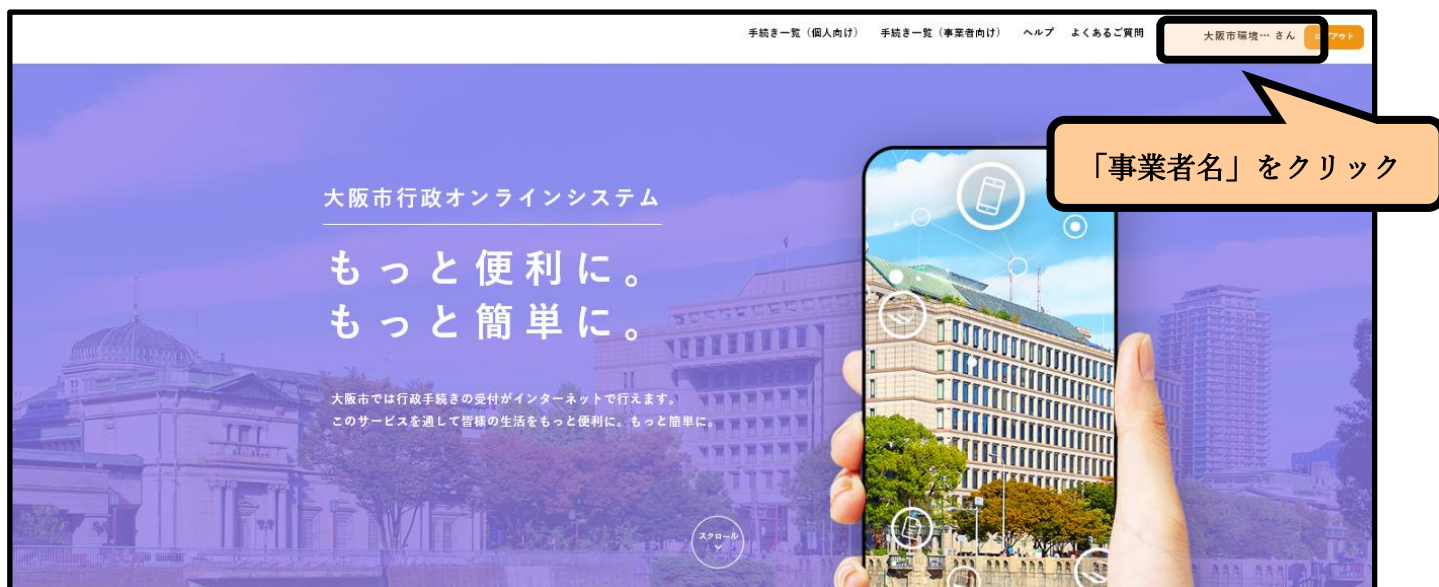 手続き一覧（個人向け） 手続き一覧（事業者向け） ヘルプ よくあるご質問 大阪市環境… さん ログアウト
「事業者名」をクリック
大阪市行政オンラインシステム
もっと便利に。
もっと簡単に。
大阪市では行政手続きの受付がインターネットで行えます。
このサービスを通して皆様の生活をもっと便利に。もっと簡単に。
スクロール